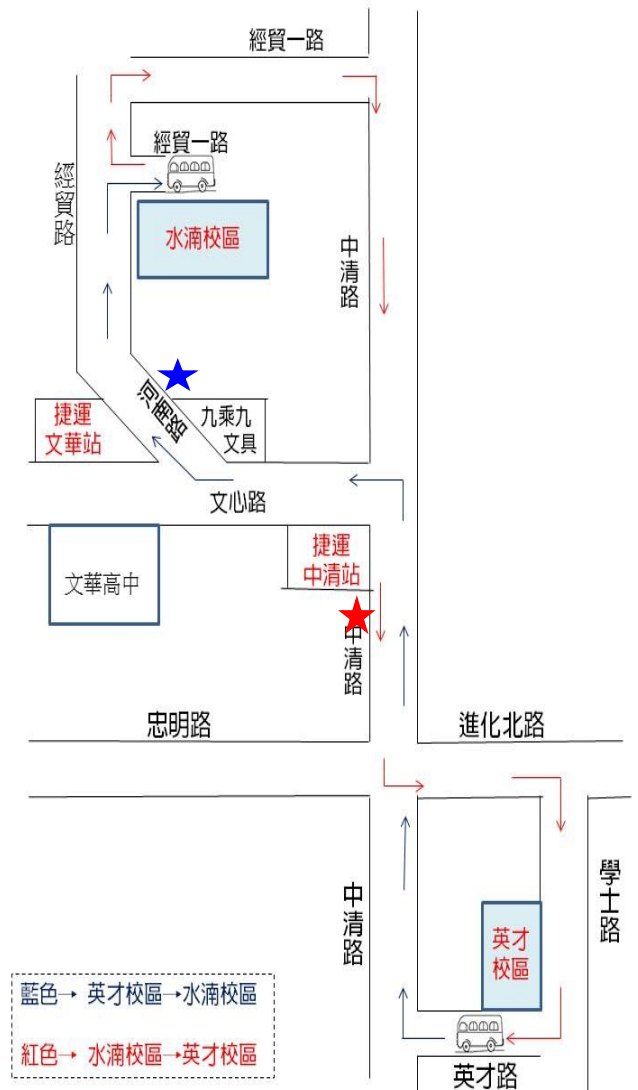 經貿一路
經貿一路
經貿路
水湳校區
中清路
捷運
文華站
河南路
九乘九
文具
文心路
捷運
中清站
文華高中
中清路
忠明路
進化北路
中清路
學士路
英才
校區
藍色→ 英才校區→水湳校區
紅色→ 水湳校區→英才校區
英才路